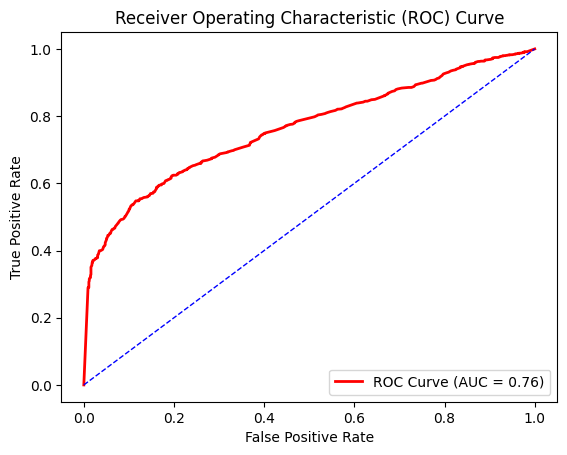 Receiver Operating Characteristic (ROC) Curve
1.0
0.8
0.6
0.4
0.2
0.0
True Positive Rate
ROC Curve (AUC = 0.76)
0.0 0.2 0.4 0.6 0.8 1.0
False Positive Rate